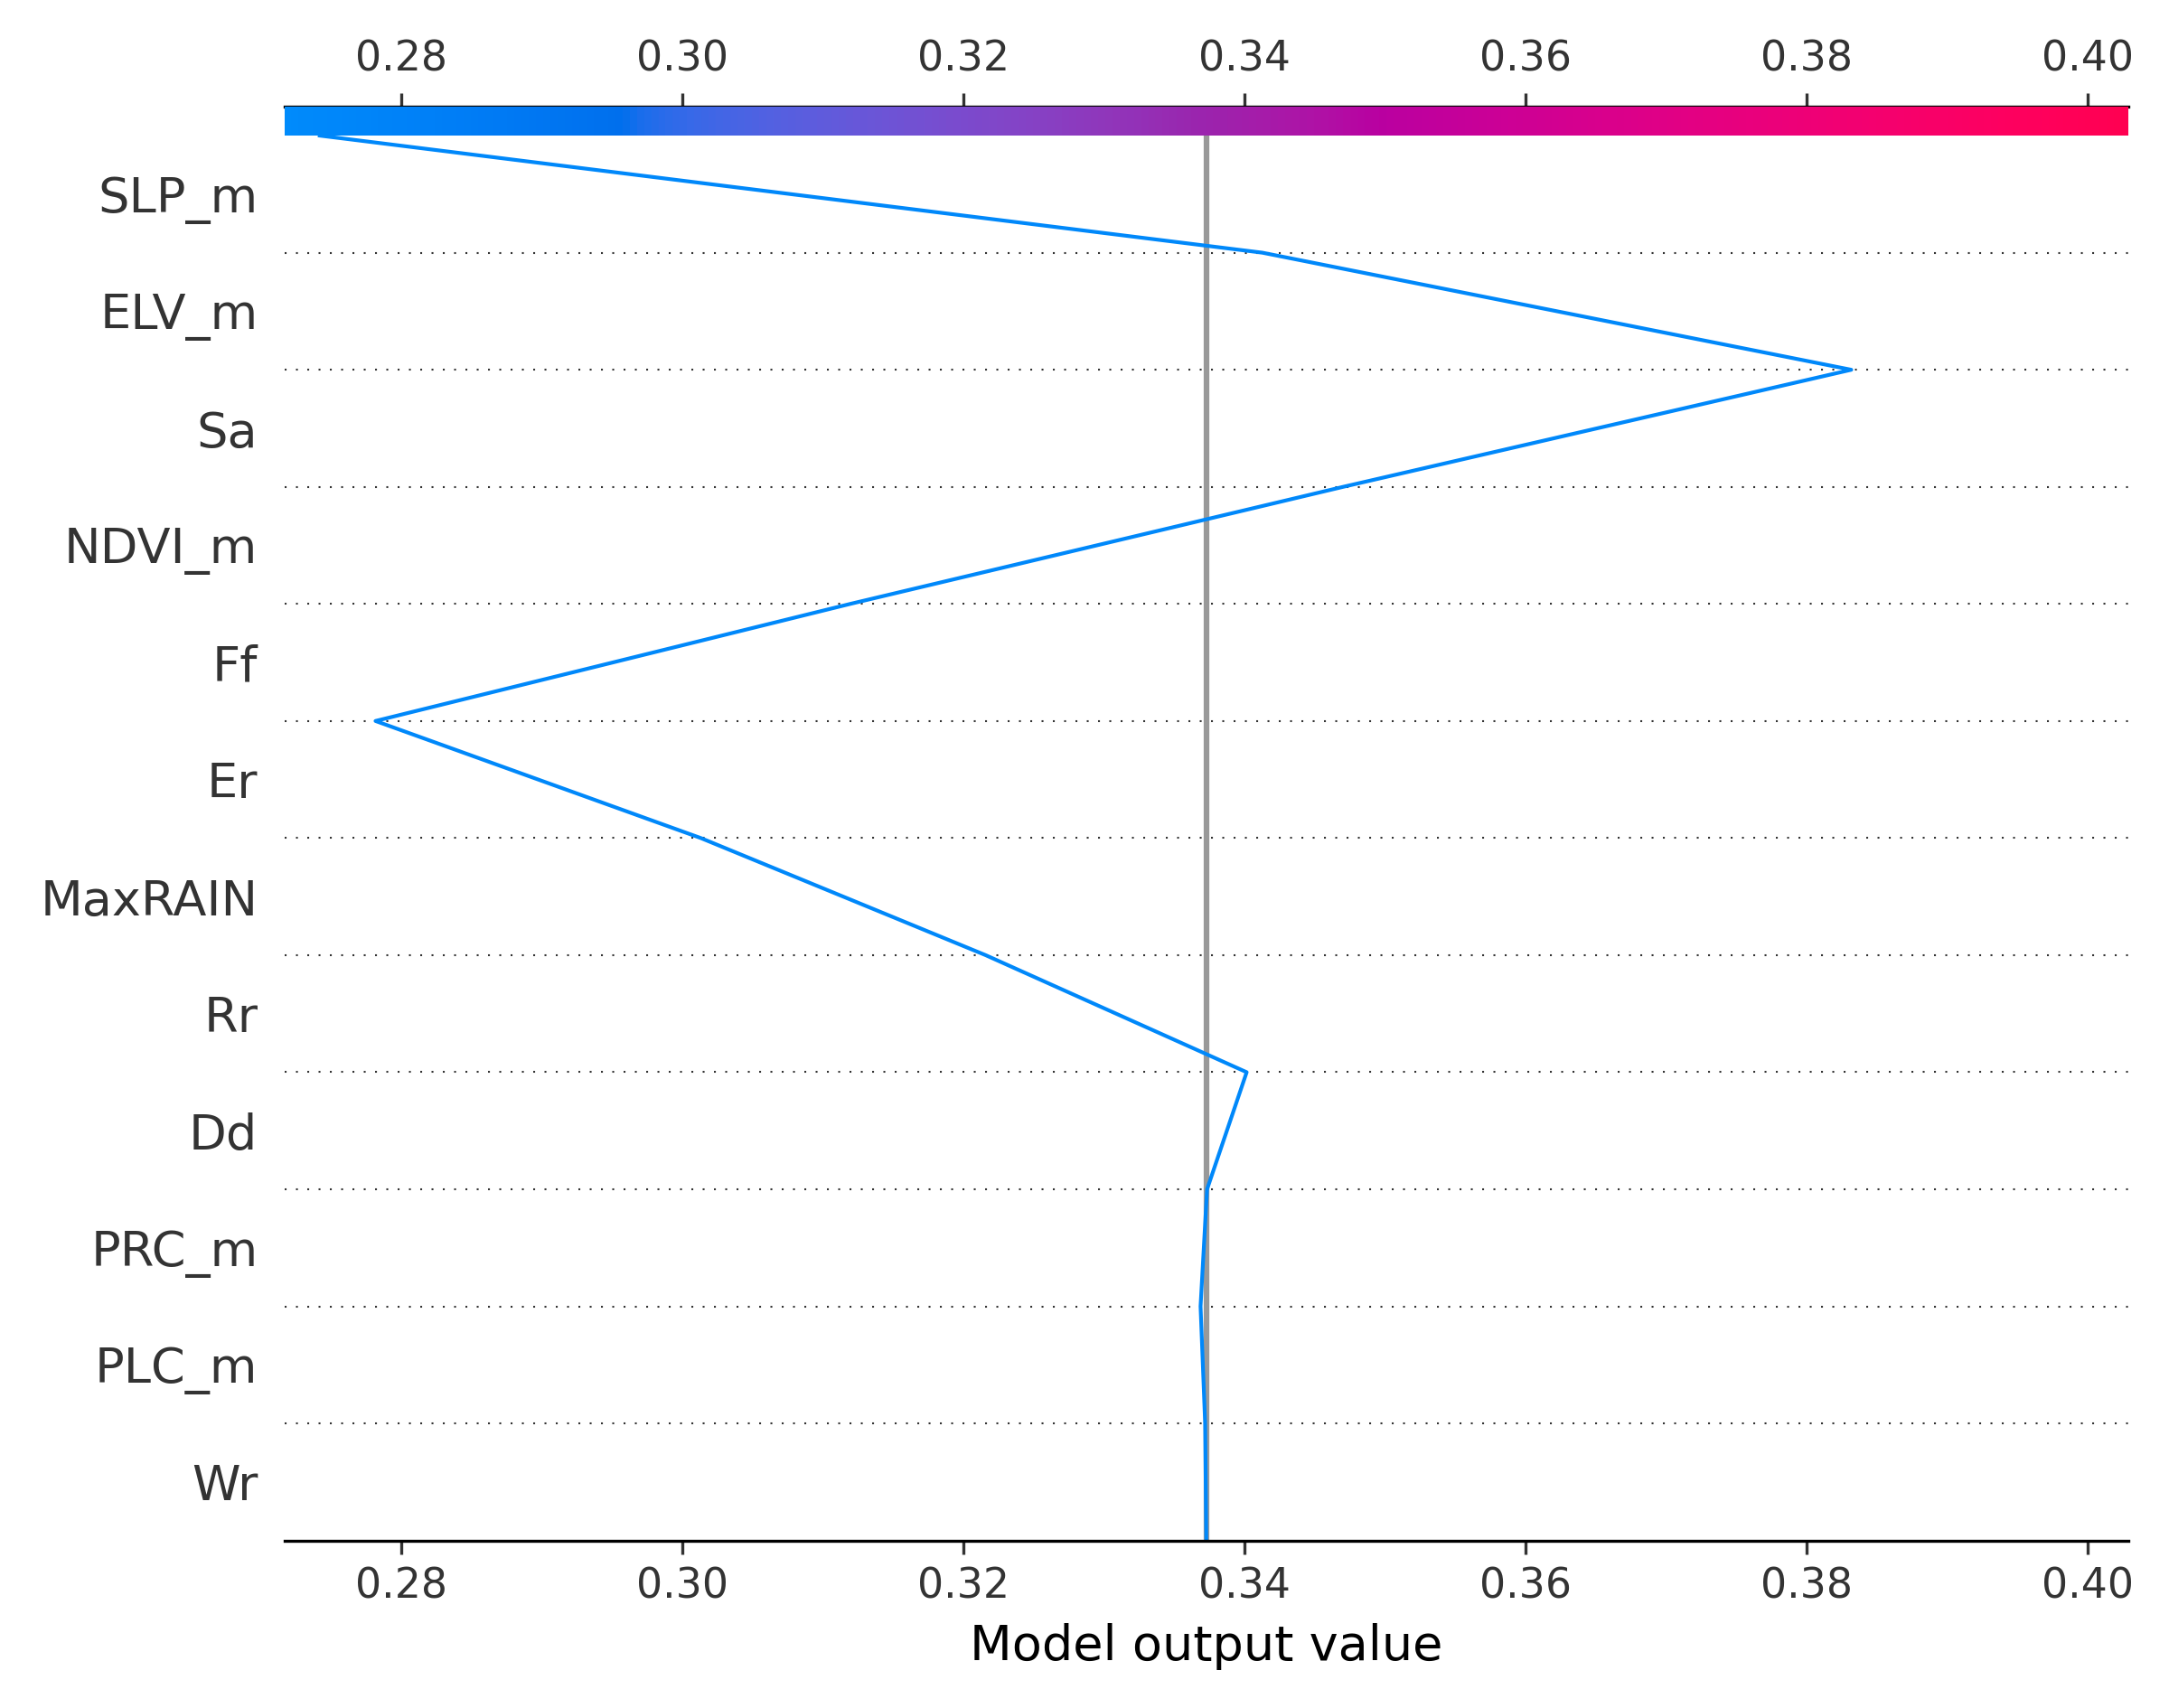 0.28 0.30 0.32 0.34 0.36 0.38 0.40
SLP_m
ELV_m
Sa
NDVI_m
Ff
Er
MaxRAIN
Rr
Dd
PRC_m
PLC_m
Wr
0.28 0.30 0.32 0.34 0.36 0.38 0.40
Model output value